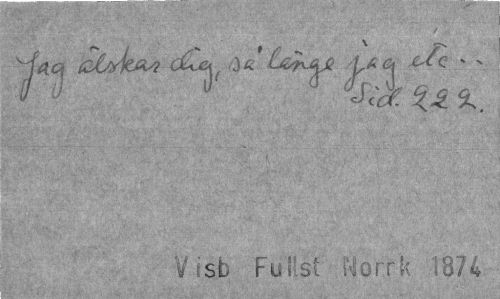 Jag älskar dig, så länge jag etc..
Sid. 222.
Visb Fullst Norrk 1874